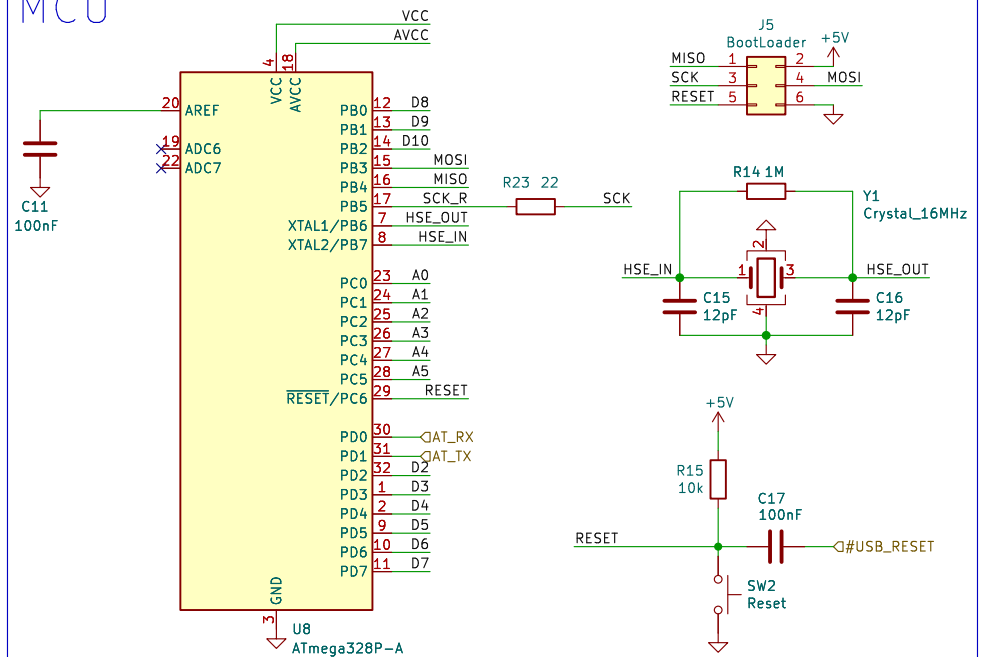 MCU
VCC
AVCC
4
18
VCC
AVCC
20 AREF
19 ADC6
22 ADC7
C11
100nF
PB0 12 D8
PB1 13 D9
PB2 14 D10
PB3 15 MOSI
PB4 16 MISO
PB5 17 SCK_R
XTAL1/PB6 7 HSE_OUT
XTAL2/PB7 8 HSE_IN
PC0 23 A0
PC1 24 A1
PC2 25 A2
PC3 26 A3
PC4 27 A4
PC5 28 A5
RESET/PC6 29 RESET
PD0 30 AT_RX
PD1 31 AT_TX
PD2 32 D2
PD3 1 D3
PD4 2 D4
PD5 9 D5
PD6 10 D6
PD7 11 D7
GND
3
U8
ATmega328P-A
R23 22
SCK
J5
BootLoader
+5V
MISO 1 2
SCK 3 4 MOSI
RESET 5 6
R14 1M
Y1
Crystal_16MHz
2
HSE_IN 1 3 HSE_OUT
4
C15
12pF
C16
12pF
+5V
R15
10k
C17
100nF
RESET
#USB_RESET
SW2
Reset